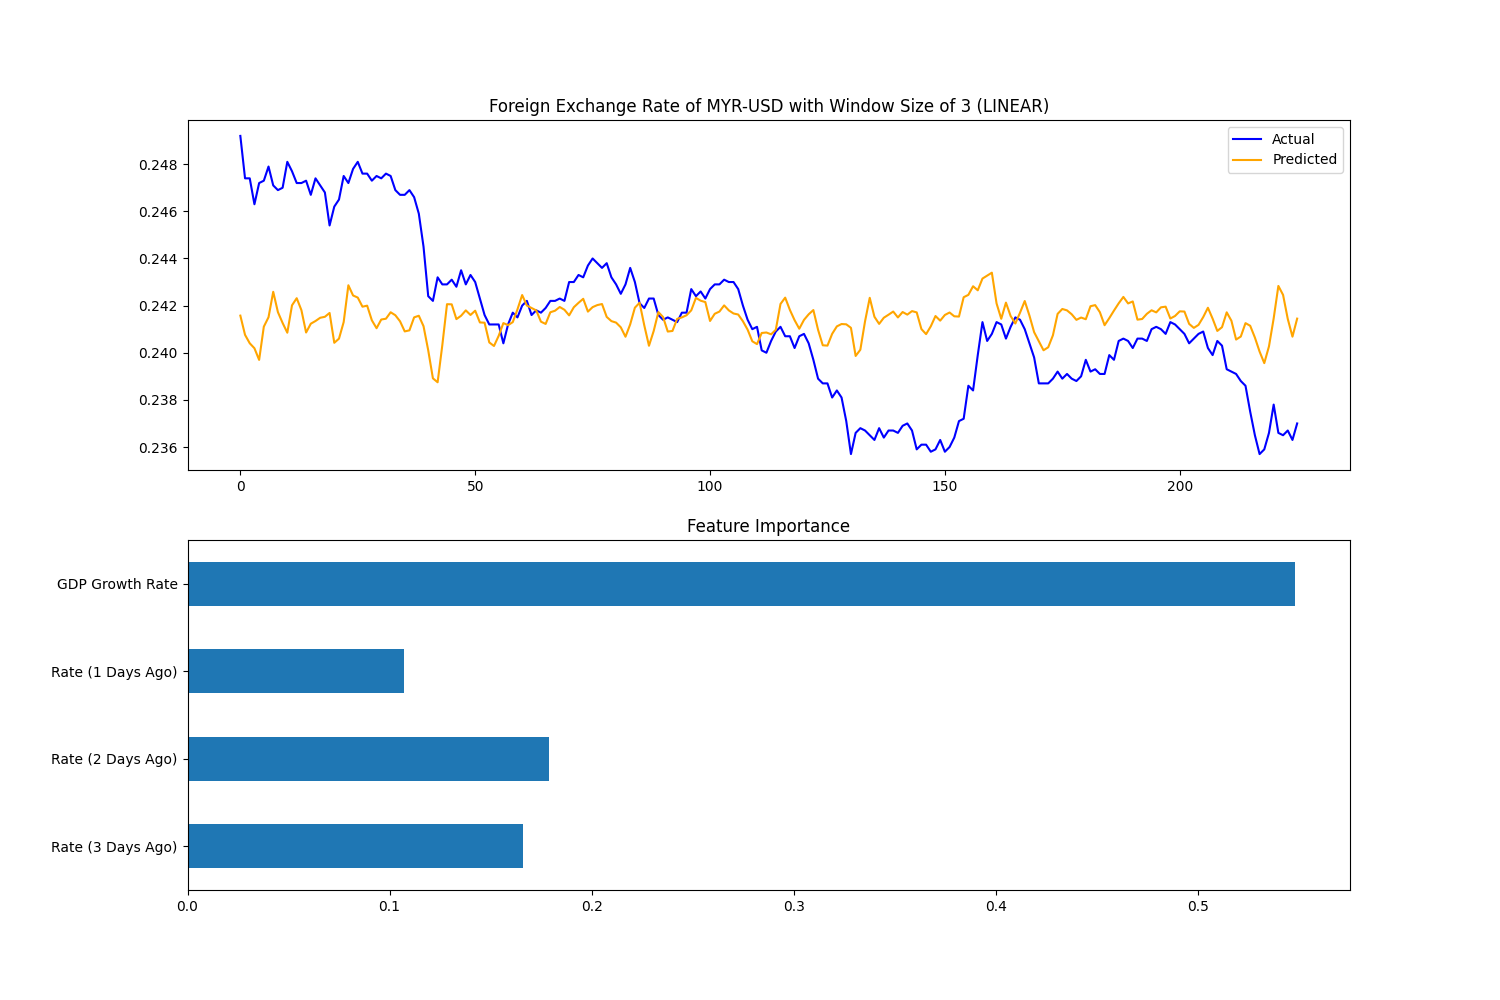 Foreign Exchange Rate of MYR-USD with Window Size of 3 (LINEAR)
Actual
Predicted
0.248
0.246
0.244
0.242
0.240
0.238
0.236
0
50
100
150
200
Feature Importance
GDP Growth Rate
Rate (1 Days Ago)
Rate (2 Days Ago)
Rate (3 Days Ago)
0.0
0.1
0.2
0.3
0.4
0.5